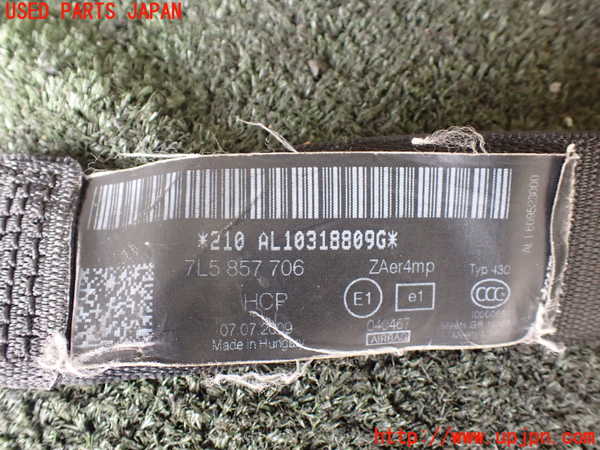 USED PARTS JAPAN
*210 AL10318809G*
7L5 857 706
ZAer4mp
Typ 430
HCP
E1
e1
CCC
07.07.2009
040467
Made in Hungary
AIRBAG
http://www.upjpn.com